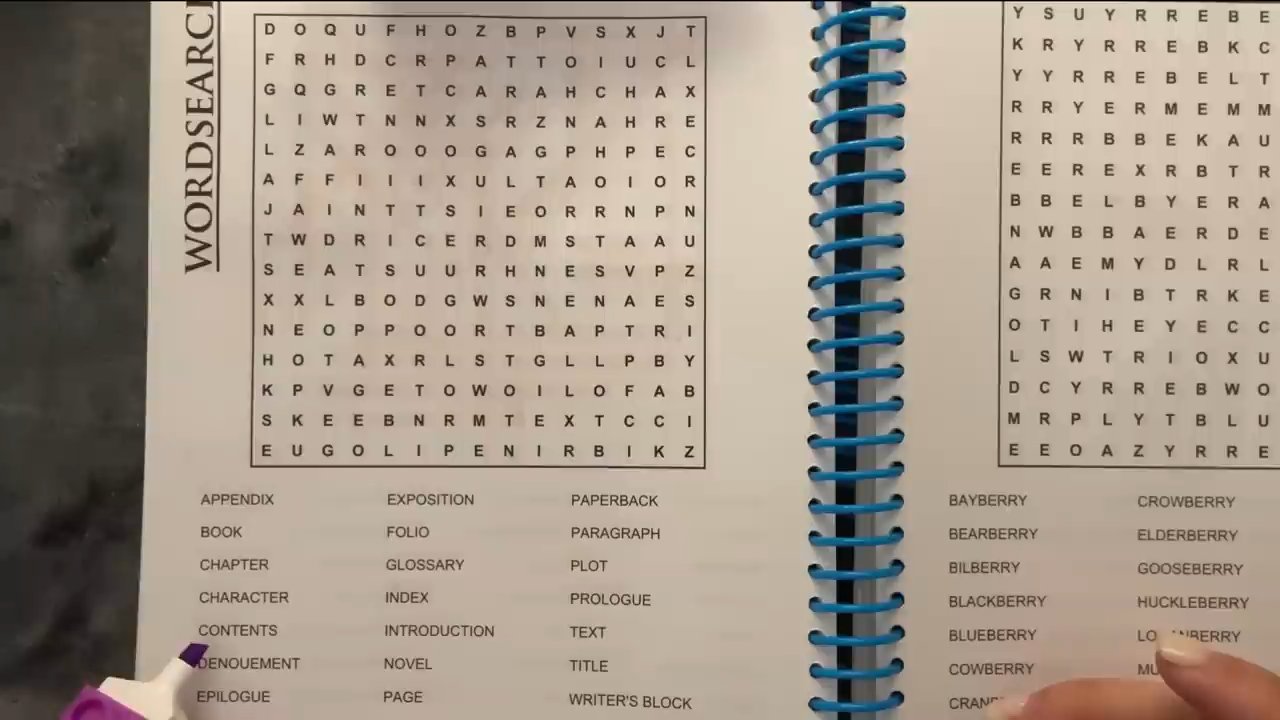 WORDSEARC
D O Q U F H O Z B P V S X J T
F R H D C R P A T T O I U C L
G Q G R E T C A R A H C H A X
L I W T N N X S R Z N A H R E
L Z A R O O O G A G P H P E C
A F F I I I X U L T A O I O R
J A I N T T S I E O R R N P N
T W D R I C E R D M S T A A U
S E A T S U U R H N E S V P Z
X X L B O D G W S N E N A E S
N E O P P O O R T B A P T R I
H O T A X R L S T G L L P B Y
K P V G E T O W O I L O F A B
S K E E B N R M T E X T C C I
E U G O L I P E N I R B I K Z
APPENDIX EXPOSITION PAPERBACK
BOOK FOLIO PARAGRAPH
CHAPTER GLOSSARY PLOT
CHARACTER INDEX PROLOGUE
CONTENTS INTRODUCTION TEXT
DENOUEMENT NOVEL TITLE
EPILOGUE PAGE WRITER'S BLOCK
Y S U Y R R E B E
K R Y R R E B K C
Y Y R R E B E L T
R R Y E R M E M M
R R R B B E K A U
E E R E X R B T R
B B E L B Y E R A
N W B B A E R D E
A A E M Y D L R L
G R N I B T R K E
O T I H E Y E C C
L S W T R I O X U
D C Y R R E B W O
M R P L Y T B L U
E E O A Z Y R R E
BAYBERRY CROWBERRY
BEARBERRY ELDERBERRY
BILBERRY GOOSEBERRY
BLACKBERRY HUCKLEBERRY
BLUEBERRY
COWBERRY